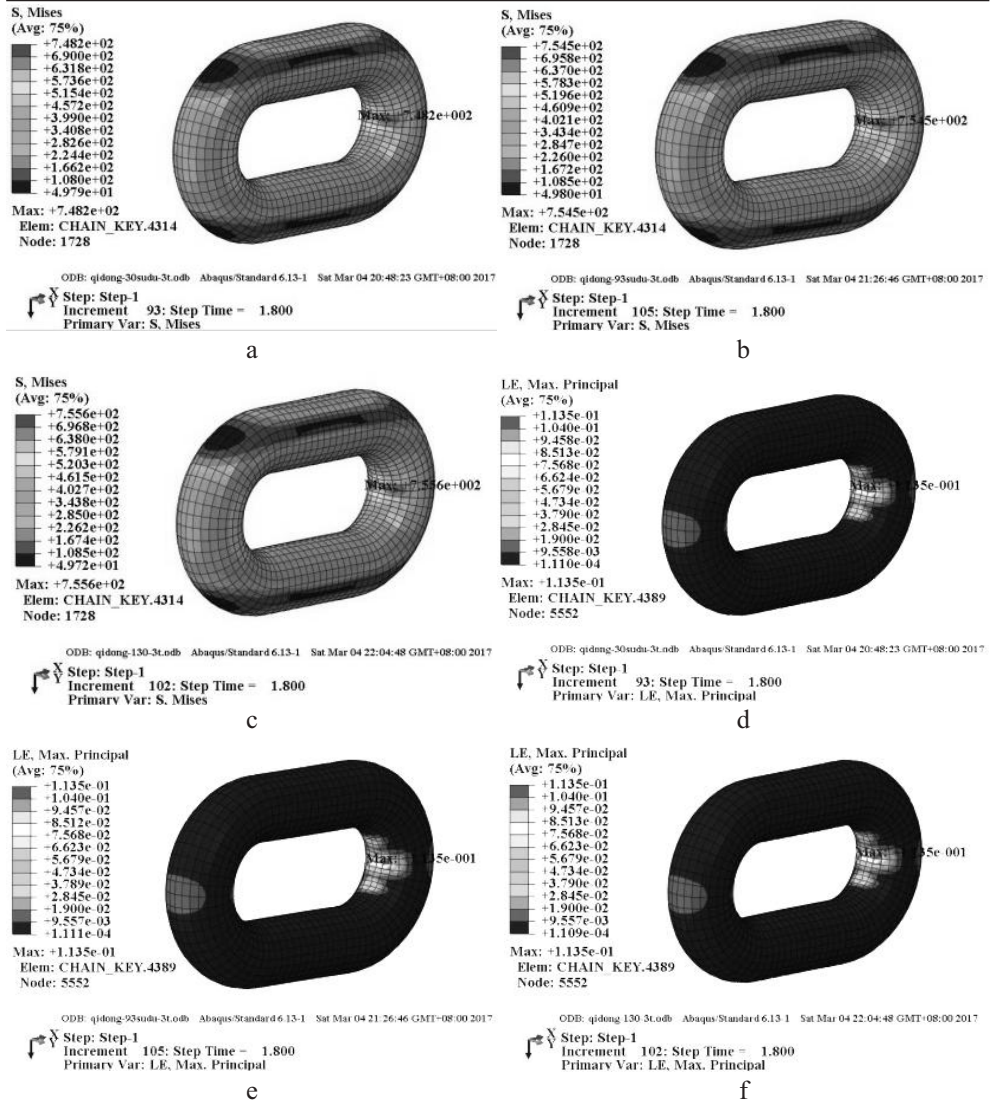 S, Mises
(Avg: 75%)
+7.482e+02
+6.900e+02
+6.318e+02
+5.736e+02
+5.154e+02
+4.572e+02
+3.990e+02
+3.408e+02
+2.826e+02
+2.244e+02
+1.662e+02
+1.080e+02
+4.979e+01
Max: +7.482e+02
Elem: CHAIN_KEY.4314
Node: 1728
Max: +7.482e+002
ODB: qidong-30sudu-3t.odb Abaqus/Standard 6.13-1 Sat Mar 04 20:48:23 GMT+08:00 2017
X
Y
Step: Step-1
Increment 93: Step Time = 1.800
Primary Var: S, Mises
a
S, Mises
(Avg: 75%)
+7.545e+02
+6.958e+02
+6.370e+02
+5.783e+02
+5.196e+02
+4.609e+02
+4.021e+02
+3.434e+02
+2.847e+02
+2.260e+02
+1.672e+02
+1.085e+02
+4.980e+01
Max: +7.545e+02
Elem: CHAIN_KEY.4314
Node: 1728
Max: +7.545e+002
ODB: qidong-93sudu-3t.odb Abaqus/Standard 6.13-1 Sat Mar 04 21:26:46 GMT+08:00 2017
X
Y
Step: Step-1
Increment 105: Step Time = 1.800
Primary Var: S, Mises
b
S, Mises
(Avg: 75%)
+7.556e+02
+6.968e+02
+6.380e+02
+5.791e+02
+5.203e+02
+4.615e+02
+4.027e+02
+3.438e+02
+2.850e+02
+2.262e+02
+1.674e+02
+1.085e+02
+4.972e+01
Max: +7.556e+02
Elem: CHAIN_KEY.4314
Node: 1728
Max: +7.556e+002
ODB: qidong-130-3t.odb Abaqus/Standard 6.13-1 Sat Mar 04 22:04:48 GMT+08:00 2017
X
Y
Step: Step-1
Increment 102: Step Time = 1.800
Primary Var: S, Mises
c
LE, Max. Principal
(Avg: 75%)
+1.135e-01
+1.040e-01
+9.458e-02
+8.513e-02
+7.568e-02
+6.624e-02
+5.679e-02
+4.734e-02
+3.790e-02
+2.845e-02
+1.900e-02
+9.558e-03
+1.110e-04
Max: +1.135e-01
Elem: CHAIN_KEY.4389
Node: 5552
Max: 135e-001
ODB: qidong-30sudu-3t.odb Abaqus/Standard 6.13-1 Sat Mar 04 20:48:23 GMT+08:00 2017
X
Y
Step: Step-1
Increment 93: Step Time = 1.800
Primary Var: LE, Max. Principal
d
LE, Max. Principal
(Avg: 75%)
+1.135e-01
+1.040e-01
+9.457e-02
+8.512e-02
+7.568e-02
+6.623e-02
+5.679e-02
+4.734e-02
+3.789e-02
+2.845e-02
+1.900e-02
+9.557e-03
+1.111e-04
Max: +1.135e-01
Elem: CHAIN_KEY.4389
Node: 5552
Max: 35e-001
ODB: qidong-93sudu-3t.odb Abaqus/Standard 6.13-1 Sat Mar 04 21:26:46 GMT+08:00 2017
X
Y
Step: Step-1
Increment 105: Step Time = 1.800
Primary Var: LE, Max. Principal
e
LE, Max. Principal
(Avg: 75%)
+1.135e-01
+1.040e-01
+9.457e-02
+8.513e-02
+7.568e-02
+6.623e-02
+5.679e-02
+4.734e-02
+3.790e-02
+2.845e-02
+1.900e-02
+9.557e-03
+1.109e-04
Max: +1.135e-01
Elem: CHAIN_KEY.4389
Node: 5552
Max: 135e-001
ODB: qidong-130-3t.odb Abaqus/Standard 6.13-1 Sat Mar 04 22:04:48 GMT+08:00 2017
X
Y
Step: Step-1
Increment 102: Step Time = 1.800
Primary Var: LE, Max. Principal
f